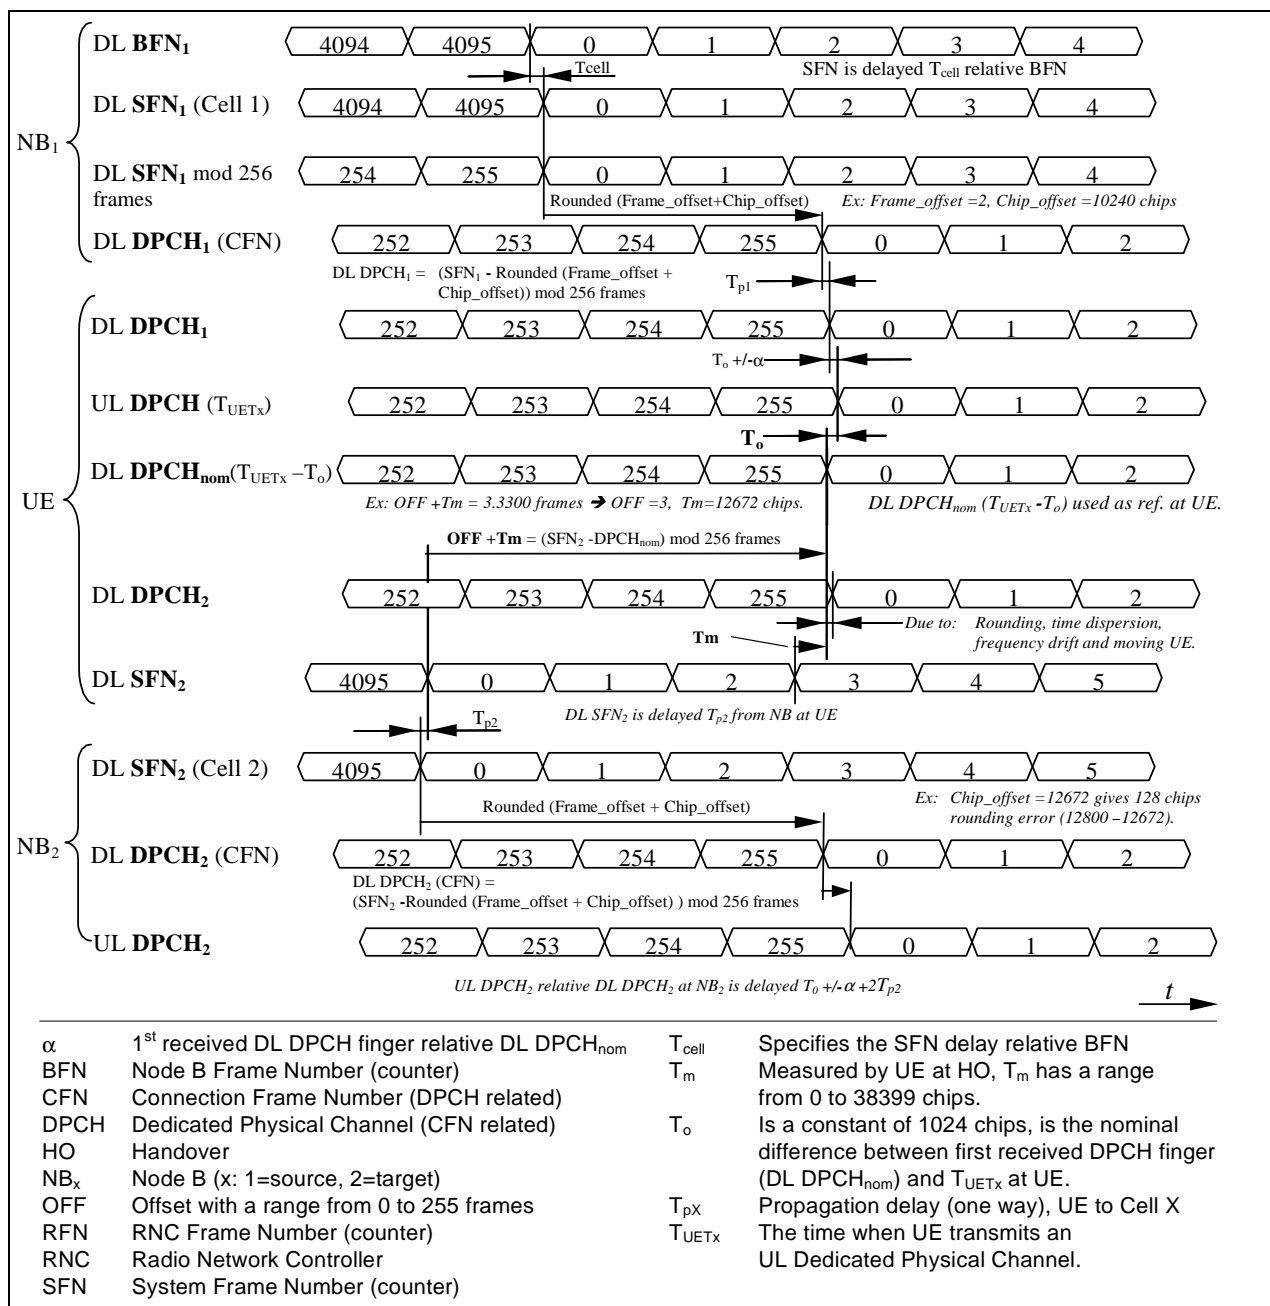 DL BFN1 4094 4095 0 1 2 3 4
Tcell SFN is delayed Tcell relative BFN
DL SFN1 (Cell 1) 4094 4095 0 1 2 3 4
NB1
DL SFN1 mod 256 frames 254 255 0 1 2 3 4
Rounded (Frame_offset+Chip_offset) Ex: Frame_offset =2, Chip_offset =10240 chips
DL DPCH1 (CFN) 252 253 254 255 0 1 2
DL DPCH1 = (SFN1 - Rounded (Frame_offset +
Chip_offset)) mod 256 frames
Tp1
DL DPCH1 252 253 254 255 0 1 2
To +/-α
UL DPCH (TUETx) 252 253 254 255 0 1 2
To
DL DPCHnom(TUETx –To) 252 253 254 255 0 1 2
UE
Ex: OFF +Tm = 3.3300 frames ➔ OFF =3, Tm=12672 chips. DL DPCHnom (TUETx -To) used as ref. at UE.
OFF +Tm = (SFN2 -DPCHnom) mod 256 frames
DL DPCH2 252 253 254 255 0 1 2
Due to: Rounding, time dispersion,
frequency drift and moving UE.
Tm
DL SFN2 4095 0 1 2 3 4 5
DL SFN2 is delayed Tp2 from NB at UE
Tp2
DL SFN2 (Cell 2) 4095 0 1 2 3 4 5
Rounded (Frame_offset + Chip_offset) Ex: Chip_offset =12672 gives 128 chips
rounding error (12800 –12672).
NB2
DL DPCH2 (CFN) 252 253 254 255 0 1 2
DL DPCH2 (CFN) =
(SFN2 -Rounded (Frame_offset + Chip_offset) ) mod 256 frames
UL DPCH2 252 253 254 255 0 1 2
UL DPCH2 relative DL DPCH2 at NB2 is delayed T0 +/-α +2Tp2
t
α 1st received DL DPCH finger relative DL DPCHnom
BFN Node B Frame Number (counter)
CFN Connection Frame Number (DPCH related)
DPCH Dedicated Physical Channel (CFN related)
HO Handover
NBx Node B (x: 1=source, 2=target)
OFF Offset with a range from 0 to 255 frames
RFN RNC Frame Number (counter)
RNC Radio Network Controller
SFN System Frame Number (counter)
Tcell Specifies the SFN delay relative BFN
Tm Measured by UE at HO, Tm has a range
from 0 to 38399 chips.
To Is a constant of 1024 chips, is the nominal
difference between first received DPCH finger
(DL DPCHnom) and TUETx at UE.
TpX Propagation delay (one way), UE to Cell X
TUETx The time when UE transmits an
UL Dedicated Physical Channel.